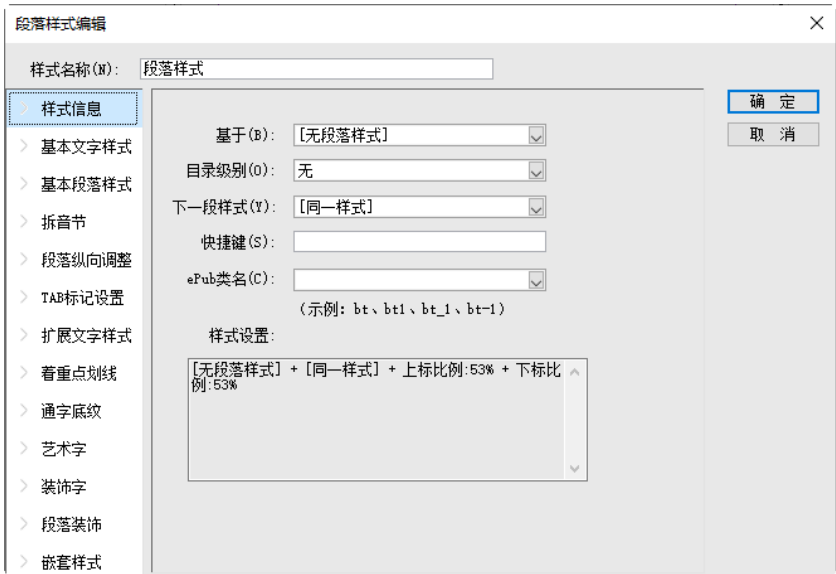 段落样式编辑
样式名称(N): 段落样式
样式信息
基本文字样式
基本段落样式
拆音节
段落纵向调整
TAB标记设置
扩展文字样式
着重点划线
通字底纹
艺术字
装饰字
段落装饰
嵌套样式
基于(B): [无段落样式]
目录级别(O): 无
下一段样式(Y): [同一样式]
快捷键(S):
ePub类名(C):
(示例: bt、bt1、bt_1、bt-1)
样式设置:
[无段落样式] + [同一样式] + 上标比例:53% + 下标比
例:53%
确 定
取 消